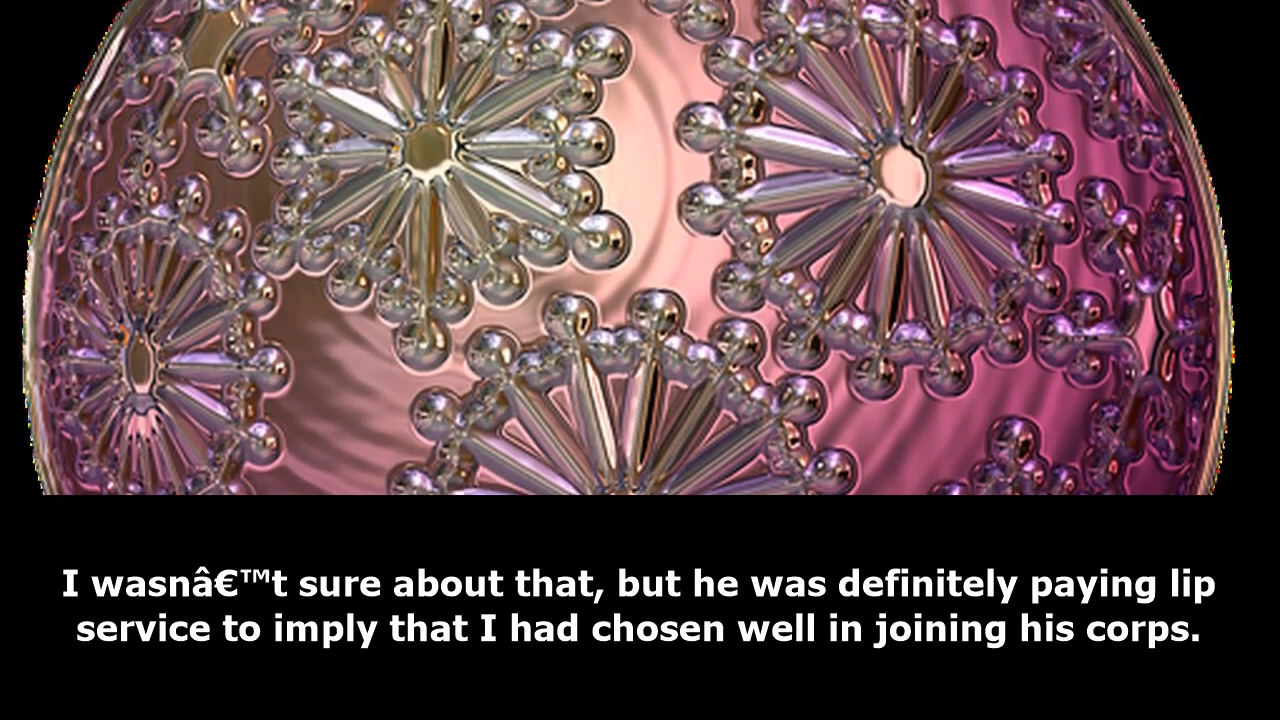 I wasnâ€™t sure about that, but he was definitely paying lip
service to imply that I had chosen well in joining his corps.